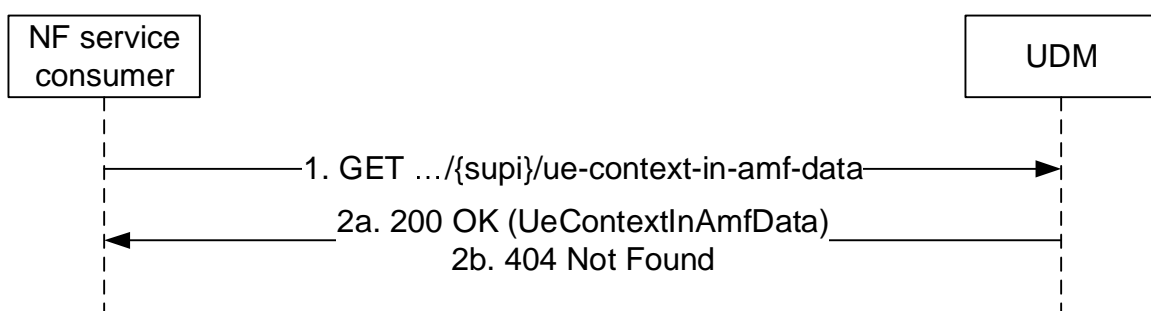 NF service
consumer
UDM
1. GET …/{supi}/ue-context-in-amf-data
2a. 200 OK (UeContextInAmfData)
2b. 404 Not Found